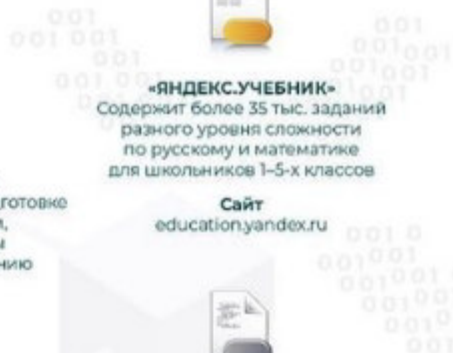 «ЯНДЕКС.УЧЕБНИК»
Содержит более 35 тыс. заданий
разного уровня сложности
по русскому и математике
для школьников 1–5-х классов
Сайт
education.yandex.ru